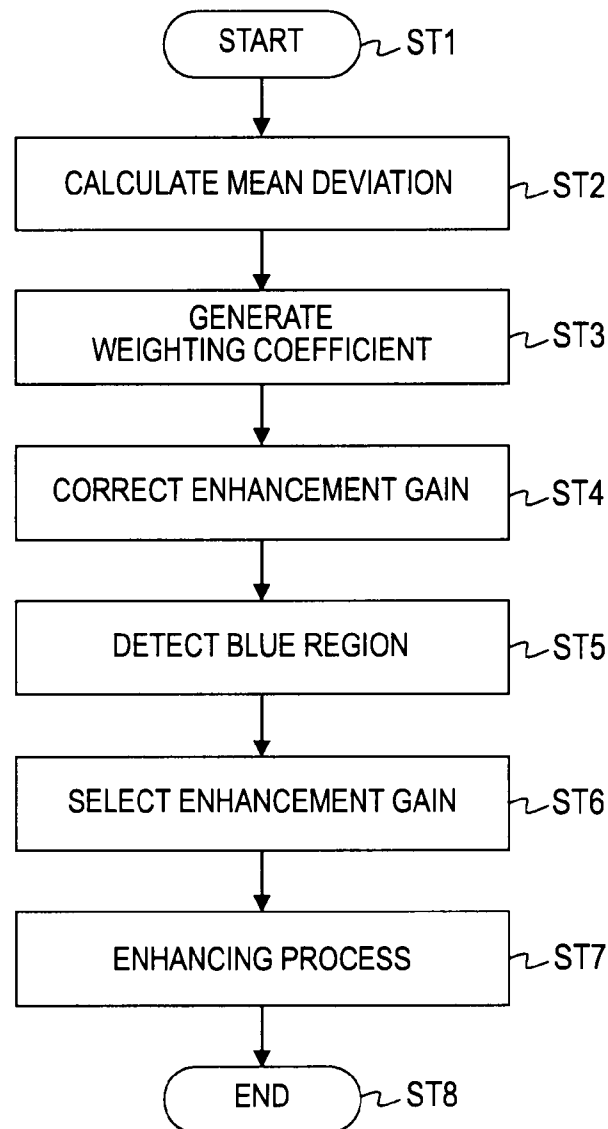 START ST1
CALCULATE MEAN DEVIATION ST2
GENERATE
WEIGHTING COEFFICIENT ST3
CORRECT ENHANCEMENT GAIN ST4
DETECT BLUE REGION ST5
SELECT ENHANCEMENT GAIN ST6
ENHANCING PROCESS ST7
END ST8